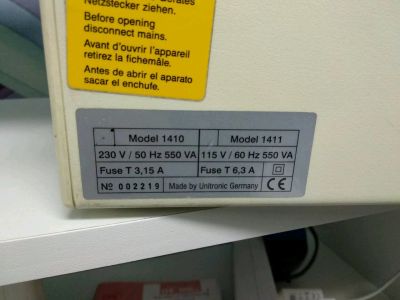 Netzstecker ziehen.
Before opening
disconnect mains.
Avant d'ouvrir l'appareil
retirez la fichemâle.
Antes de abrir el aparato
sacar el enchufe.
Model 1410 Model 1411
230 V / 50 Hz 550 VA 115 V / 60 Hz 550 VA
Fuse T 3,15 A Fuse T 6,3 A
№ 002219 Made by Unitronic Germany CE